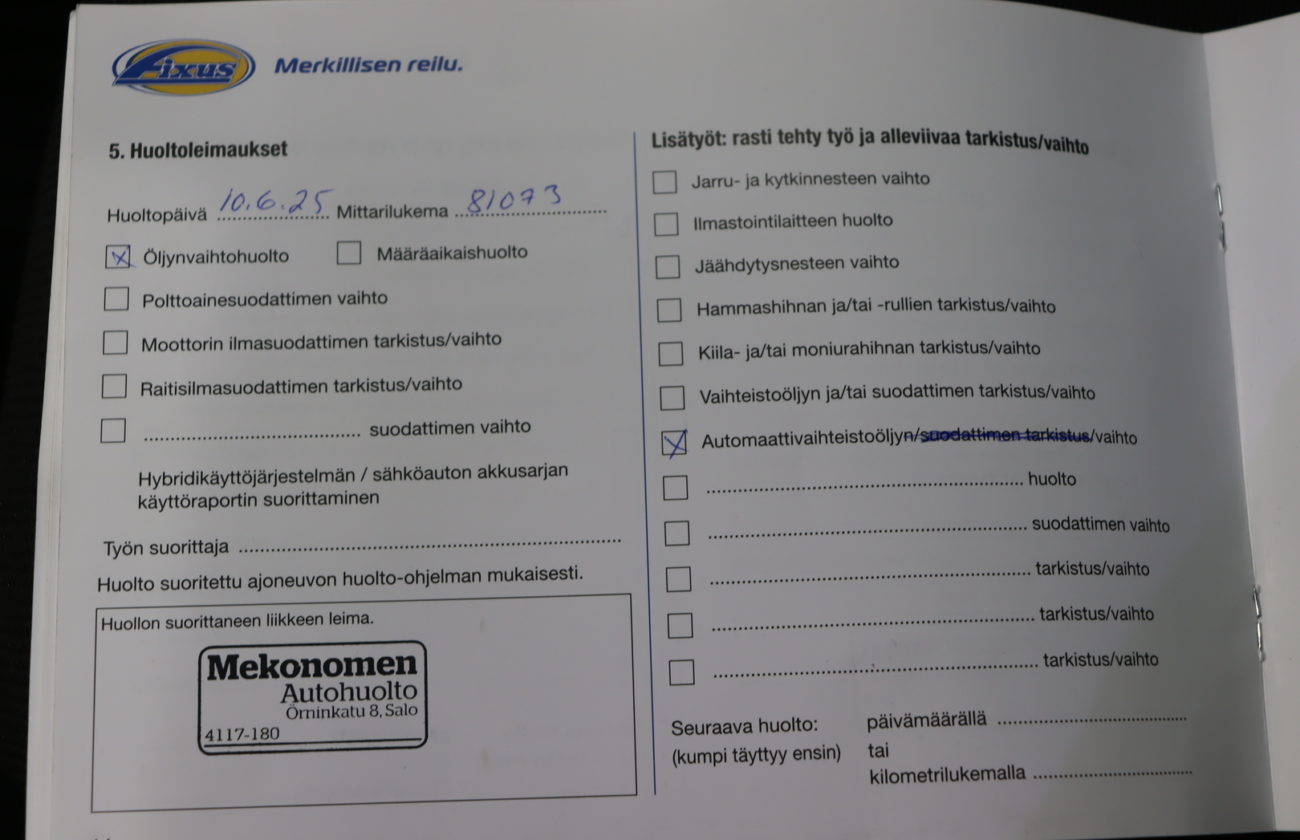 Fixus Merkillisen reilu.
5. Huoltoleimaukset
Huoltopäivä 10.6.25 Mittarilukema 81073
Öljynvaihtohuolto Määräaikaishuolto
Polttoainesuodattimen vaihto
Moottorin ilmasuodattimen tarkistus/vaihto
Raitisilmasuodattimen tarkistus/vaihto
........................................ suodattimen vaihto
Hybridikäyttöjärjestelmän / sähköauton akkusarjan
käyttöraportin suorittaminen
Työn suorittaja ........................................
Huolto suoritettu ajoneuvon huolto-ohjelman mukaisesti.
Huollon suorittaneen liikkeen leima.
Mekonomen
Autohuolto
Örninkatu 8, Salo
4117-180
Lisätyöt: rasti tehty työ ja alleviivaa tarkistus/vaihto
Jarru- ja kytkinnesteen vaihto
Ilmastointilaitteen huolto
Jäähdytysnesteen vaihto
Hammashihnan ja/tai -rullien tarkistus/vaihto
Kiila- ja/tai moniurahihnan tarkistus/vaihto
Vaihteistoöljyn ja/tai suodattimen tarkistus/vaihto
Automaattivaihteistoöljyn/suodattimen tarkistus/vaihto
........................................ huolto
........................................ suodattimen vaihto
........................................ tarkistus/vaihto
........................................ tarkistus/vaihto
........................................ tarkistus/vaihto
Seuraava huolto: päivämäärällä ........................................
(kumpi täyttyy ensin) tai
kilometrilukemalla ........................................